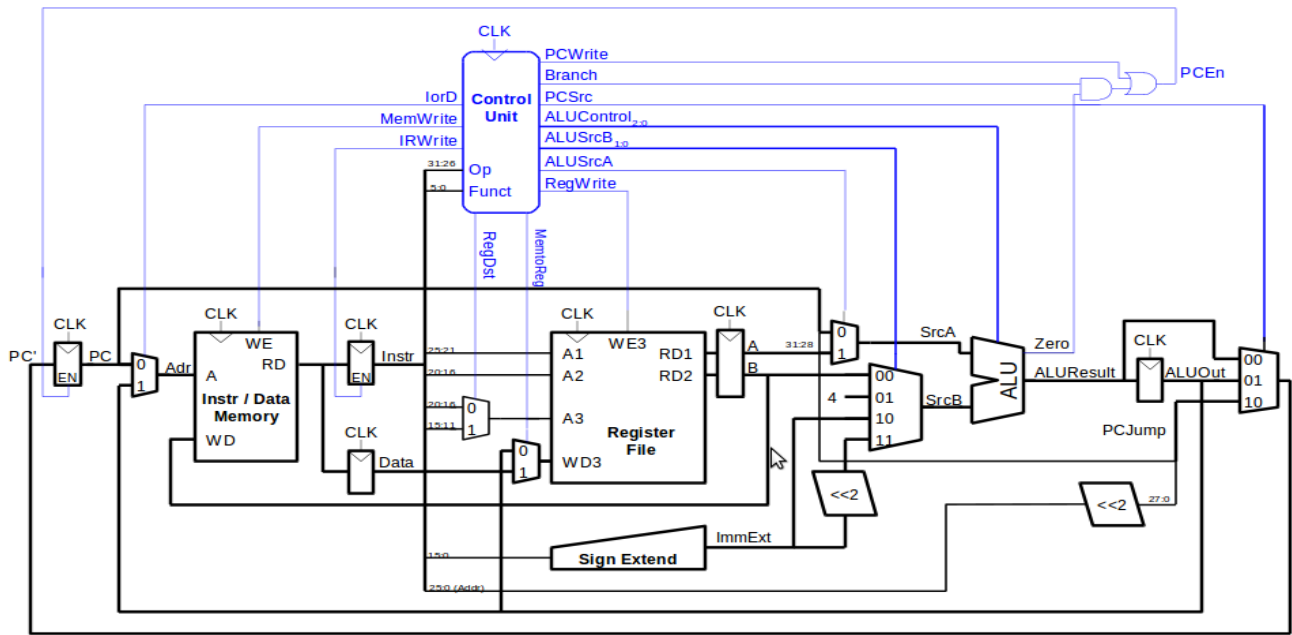 CLK
PCWrite
Branch
PCEn
IorD
Control
Unit
PCSrc
MemWrite
ALUControl2:0
IRWrite
ALUSrcB1:0
31:26
Op
ALUSrcA
5:0
Funct
RegWrite
RegDst
MemtoReg
CLK
CLK
CLK
CLK
CLK
CLK
PC'
EN
PC
0
1
Adr
WE
RD
A
Instr / Data
Memory
WD
EN
Instr
CLK
Data
25:21
20:16
20:16
15:11
0
1
0
1
A1
A2
A3
WD3
WE3
RD1
RD2
Register
File
A
B
31:28
0
1
SrcA
4
00
01
10
11
SrcB
ALU
Zero
ALUResult
ALUOut
00
01
10
PCJump
<<2
<<2
27:0
ImmExt
15:0
Sign Extend
25:0 (Addr)